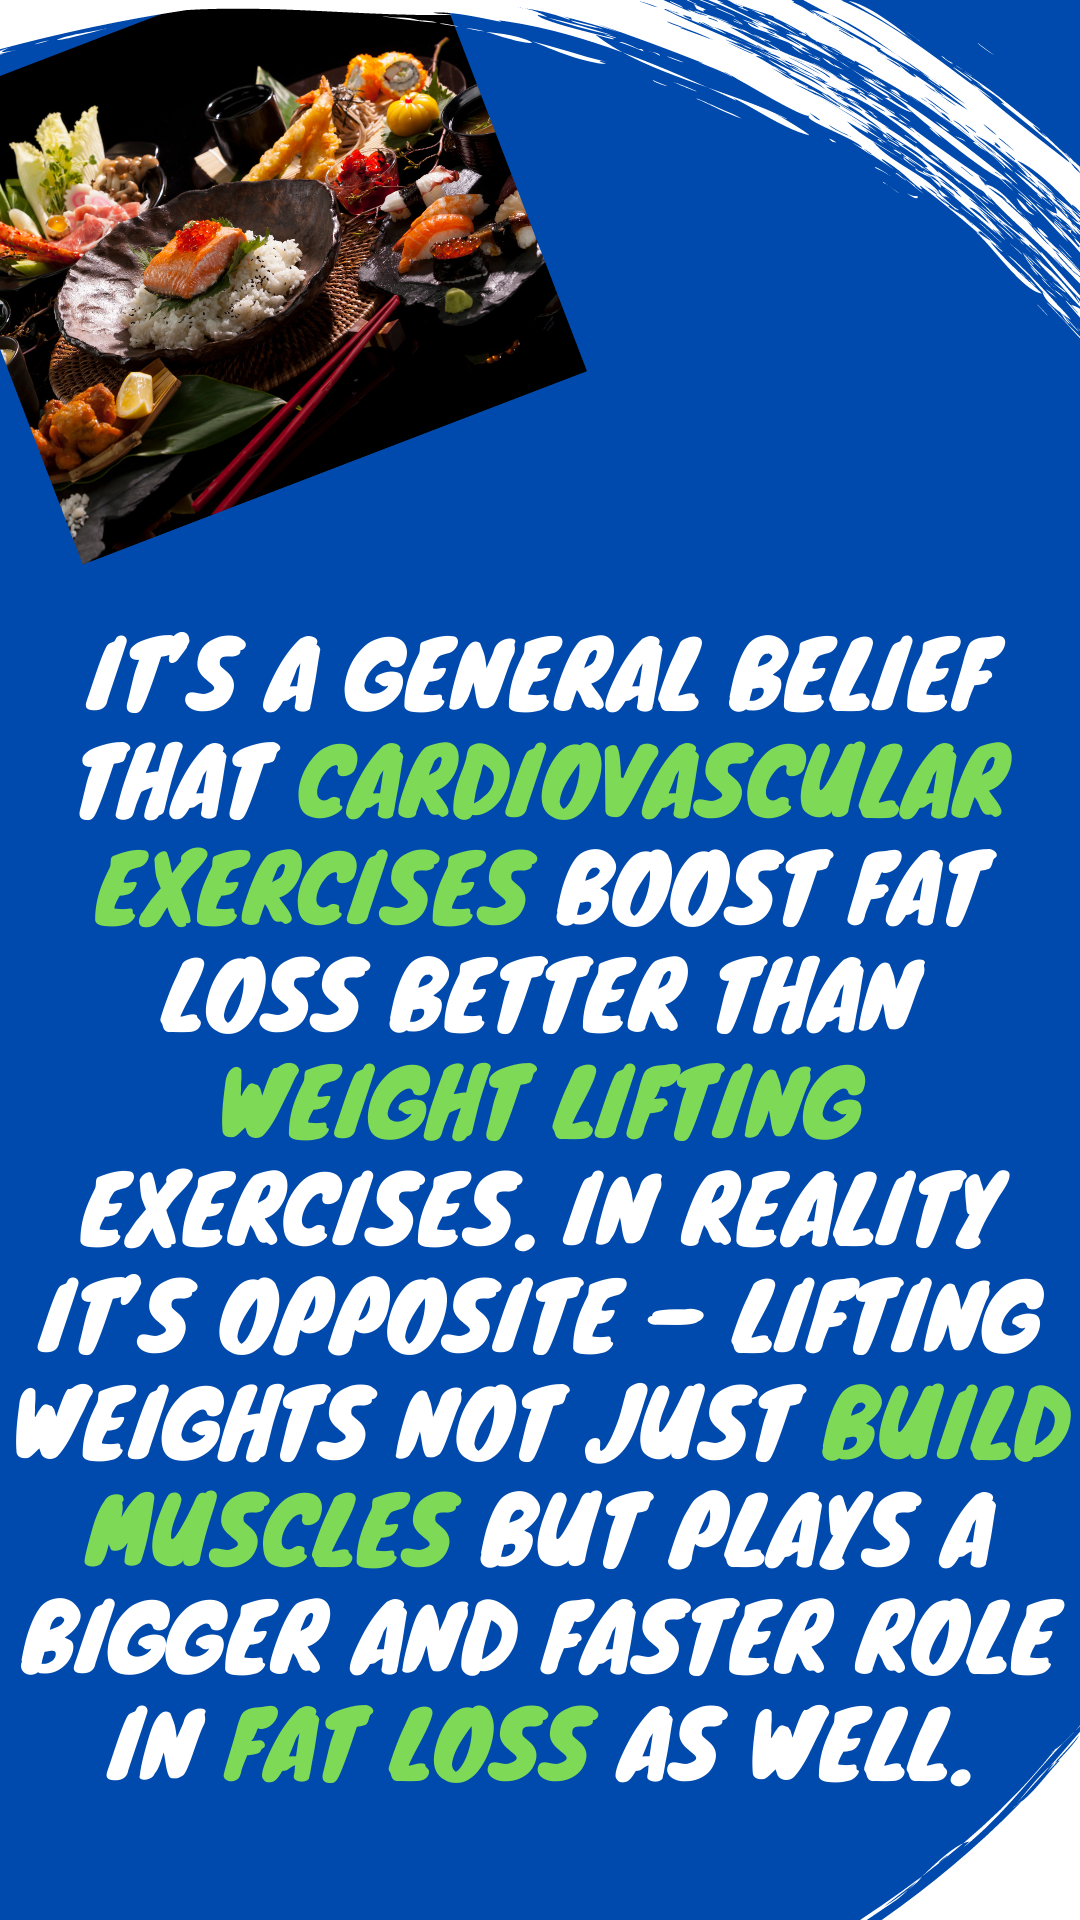 IT'S A GENERAL BELIEF
THAT CARDIOVASCULAR
EXERCISES BOOST FAT
LOSS BETTER THAN
WEIGHT LIFTING
EXERCISES. IN REALITY
IT'S OPPOSITE – LIFTING
WEIGHTS NOT JUST BUILD
MUSCLES BUT PLAYS A
BIGGER AND FASTER ROLE
IN FAT LOSS AS WELL.